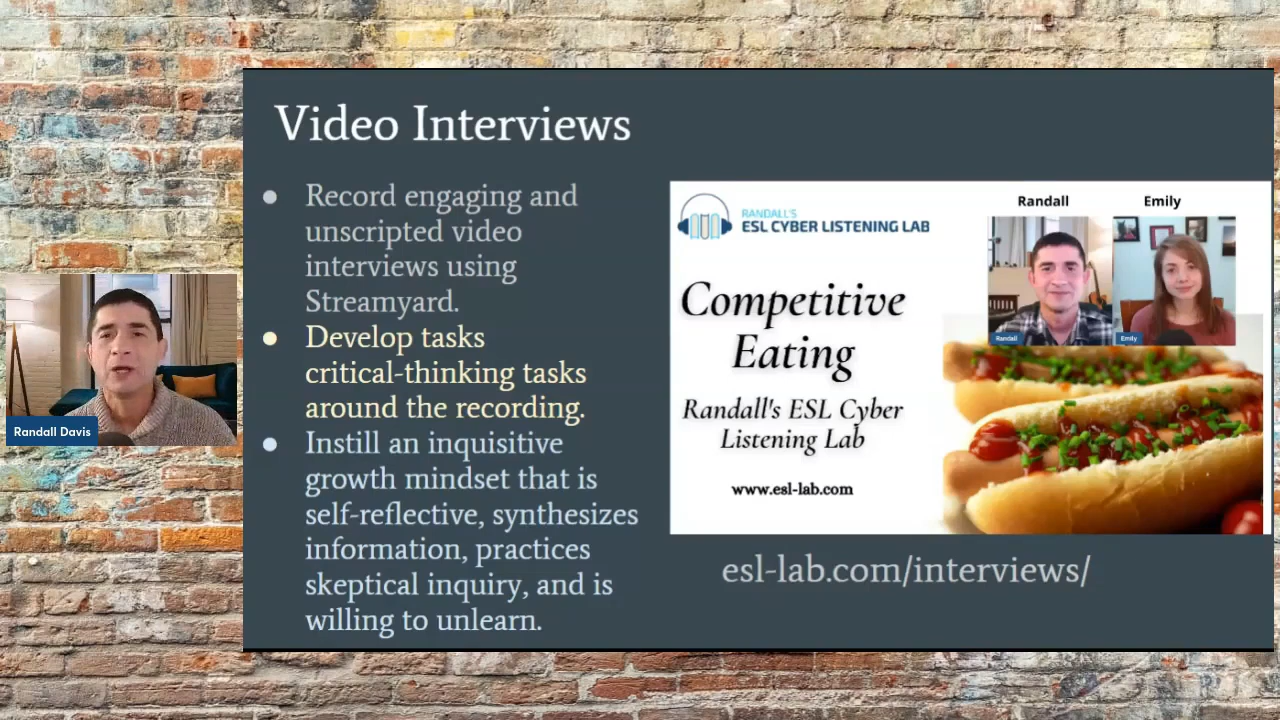 Video Interviews
● Record engaging and
unscripted video
interviews using
Streamyard.
● Develop tasks
critical-thinking tasks
around the recording.
● Instill an inquisitive
growth mindset that is
self-reflective, synthesizes
information, practices
skeptical inquiry, and is
willing to unlearn.
RANDALL'S
ESL CYBER LISTENING LAB
Randall
Emily
Randall
Emily
Competitive
Eating
Randall's ESL Cyber
Listening Lab
www.esl-lab.com
esl-lab.com/interviews/
Randall Davis